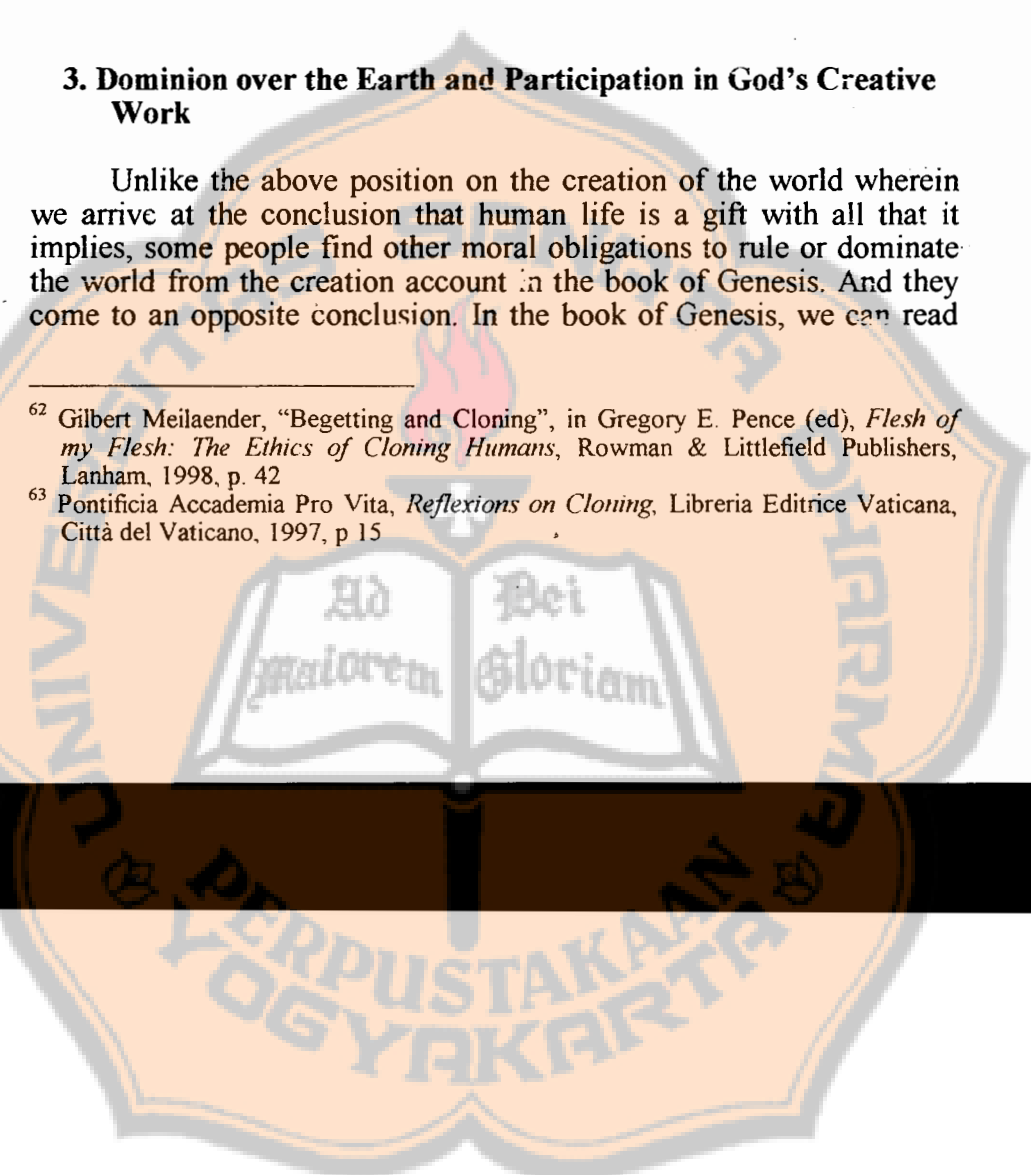 3. Dominion over the Earth and Participation in God's Creative
Work
Unlike the above position on the creation of the world wherein
we arrive at the conclusion that human life is a gift with all that it
implies, some people find other moral obligations to rule or dominate
the world from the creation account in the book of Genesis. And they
come to an opposite conclusion. In the book of Genesis, we can read
62 Gilbert Meilaender, “Begetting and Cloning”, in Gregory E. Pence (ed), Flesh of
my Flesh: The Ethics of Cloning Humans, Rowman & Littlefield Publishers,
Lanham, 1998, p. 42
63 Pontificia Accademia Pro Vita, Reflexions on Cloning, Libreria Editrice Vaticana,
Città del Vaticano, 1997, p 15
UNIVERSITAS SANATA DHARMA
Ad
maiorem
Dei
Gloriam
PERPUSTAKAAN
YOGYAKARTA